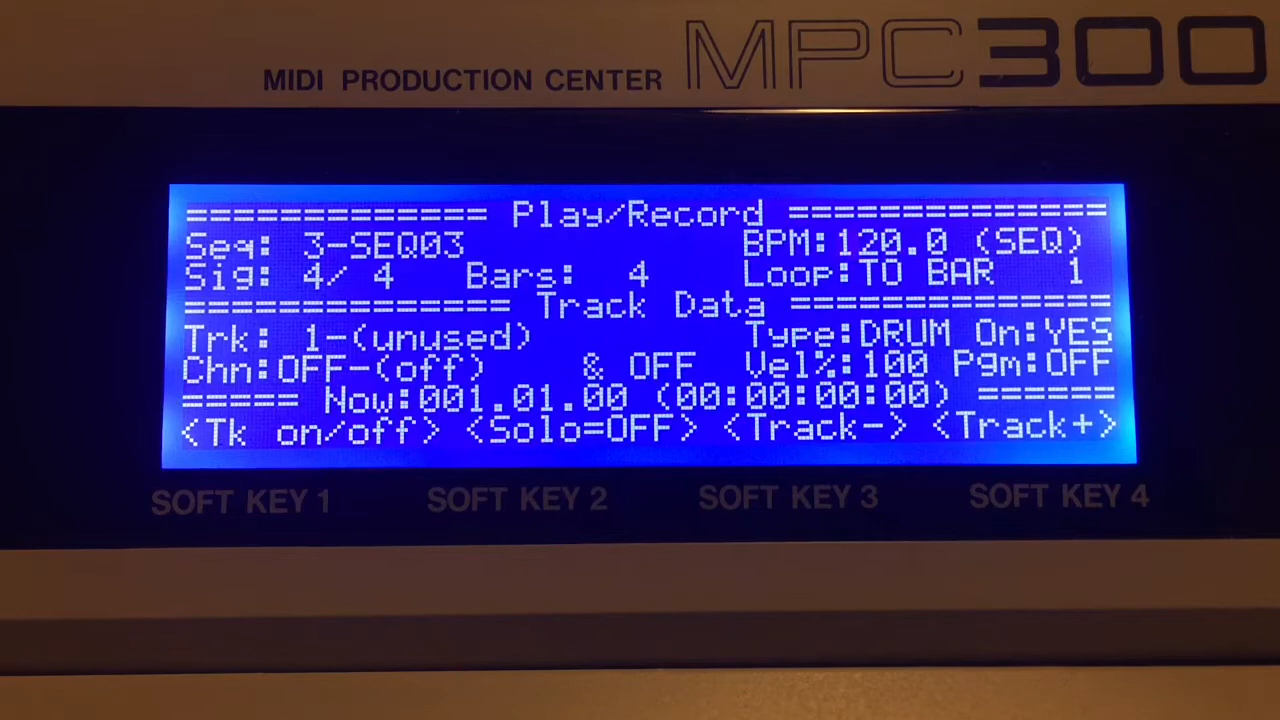 MIDI PRODUCTION CENTER MPC300
============= Play/Record ==============
Seq: 3-SEQ03 BPM:120.0 (SEQ)
Sig: 4/ 4 Bars: 4 Loop:TO BAR 1
============== Track Data ==============
Trk: 1-(unused) Type:DRUM On:YES
Chn:OFF-(off) & OFF Vel%:100 Pgm:OFF
===== Now:001.01.00 (00:00:00:00) ======
<Tk on/off> <Solo=OFF> <Track-> <Track+>
SOFT KEY 1 SOFT KEY 2 SOFT KEY 3 SOFT KEY 4